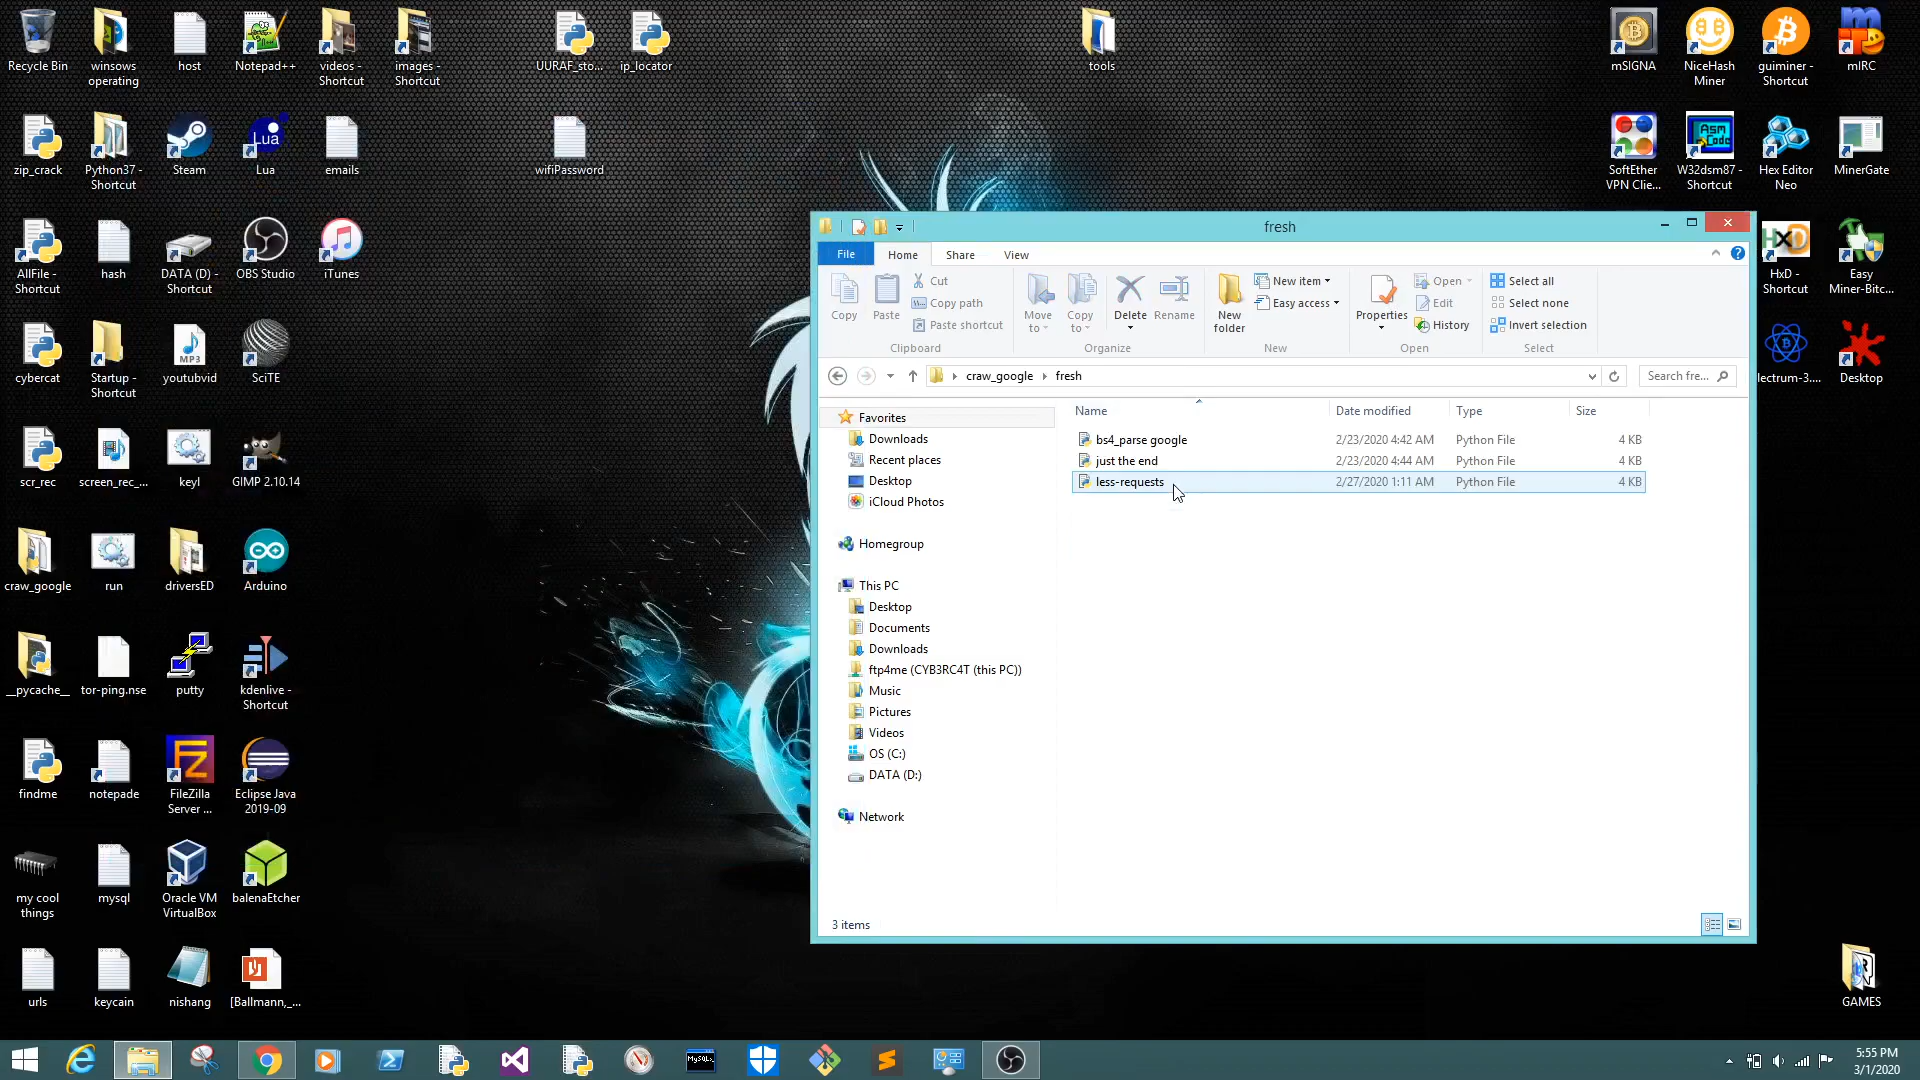 Recycle Bin
winsows
operating
host
Notepad++
videos -
Shortcut
images -
Shortcut
UURAF_sto...
ip_locator
tools
mSIGNA
NiceHash
Miner
guiminer -
Shortcut
mIRC
zip_crack
Python37 -
Shortcut
Steam
Lua
Lua
emails
wifiPassword
SoftEther
VPN Clie...
Asm
Code
W32dsm87 -
Shortcut
Hex Editor
Neo
MinerGate
AllFile -
Shortcut
hash
DATA (D) -
Shortcut
OBS Studio
iTunes
HxD
HxD -
Shortcut
Easy
Miner-Bitc...
cybercat
Startup -
Shortcut
MP3
youtubvid
SciTE
lectrum-3....
Desktop
scr_rec
screen_rec_...
keyl
GIMP 2.10.14
craw_google
run
driversED
Arduino
__pycache__
tor-ping.nse
putty
kdenlive -
Shortcut
findme
notepade
FZ
FileZilla
Server ...
Eclipse Java
2019-09
my cool
things
mysql
Oracle VM
VirtualBox
balenaEtcher
urls
keycain
nishang
[Ballmann,_...
GAMES
fresh
File
Home
Share
View
Copy
Paste
Cut
Copy path
Paste shortcut
Clipboard
Move
to
Copy
to
Delete
Rename
Organize
New
folder
New item
Easy access
New
Properties
Open
Edit
History
Open
Select all
Select none
Invert selection
Select
craw_google
fresh
Search fre...
Favorites
Downloads
Recent places
Desktop
iCloud Photos
Homegroup
This PC
Desktop
Documents
Downloads
ftp4me (CYB3RC4T (this PC))
Music
Pictures
Videos
OS (C:)
DATA (D:)
Network
Name Date modified Type Size
bs4_parse google 2/23/2020 4:42 AM Python File 4 KB
just the end 2/23/2020 4:44 AM Python File 4 KB
less-requests 2/27/2020 1:11 AM Python File 4 KB
3 items
MySQL>
5:55 PM
3/1/2020